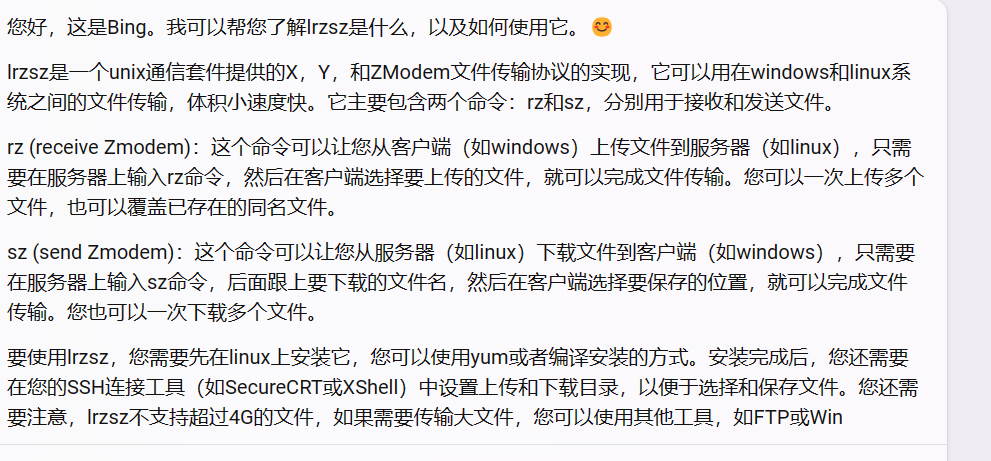 您好，这是Bing。我可以帮您了解lrzsz是什么，以及如何使用它。😊
lrzsz是一个unix通信套件提供的X，Y，和ZModem文件传输协议的实现，它可以用在windows和linux系
统之间的文件传输，体积小速度快。它主要包含两个命令：rz和sz，分别用于接收和发送文件。
rz (receive Zmodem)：这个命令可以让您从客户端（如windows）上传文件到服务器（如linux），只需
要在服务器上输入rz命令，然后在客户端选择要上传的文件，就可以完成文件传输。您可以一次上传多个
文件，也可以覆盖已存在的同名文件。
sz (send Zmodem)：这个命令可以让您从服务器（如linux）下载文件到客户端（如windows），只需要
在服务器上输入sz命令，后面跟上要下载的文件名，然后在客户端选择要保存的位置，就可以完成文件
传输。您也可以一次下载多个文件。
要使用lrzsz，您需要先在linux上安装它，您可以使用yum或者编译安装的方式。安装完成后，您还需要
在您的SSH连接工具（如SecureCRT或XShell）中设置上传和下载目录，以便于选择和保存文件。您还需
要注意，lrzsz不支持超过4G的文件，如果需要传输大文件，您可以使用其他工具，如FTP或Win